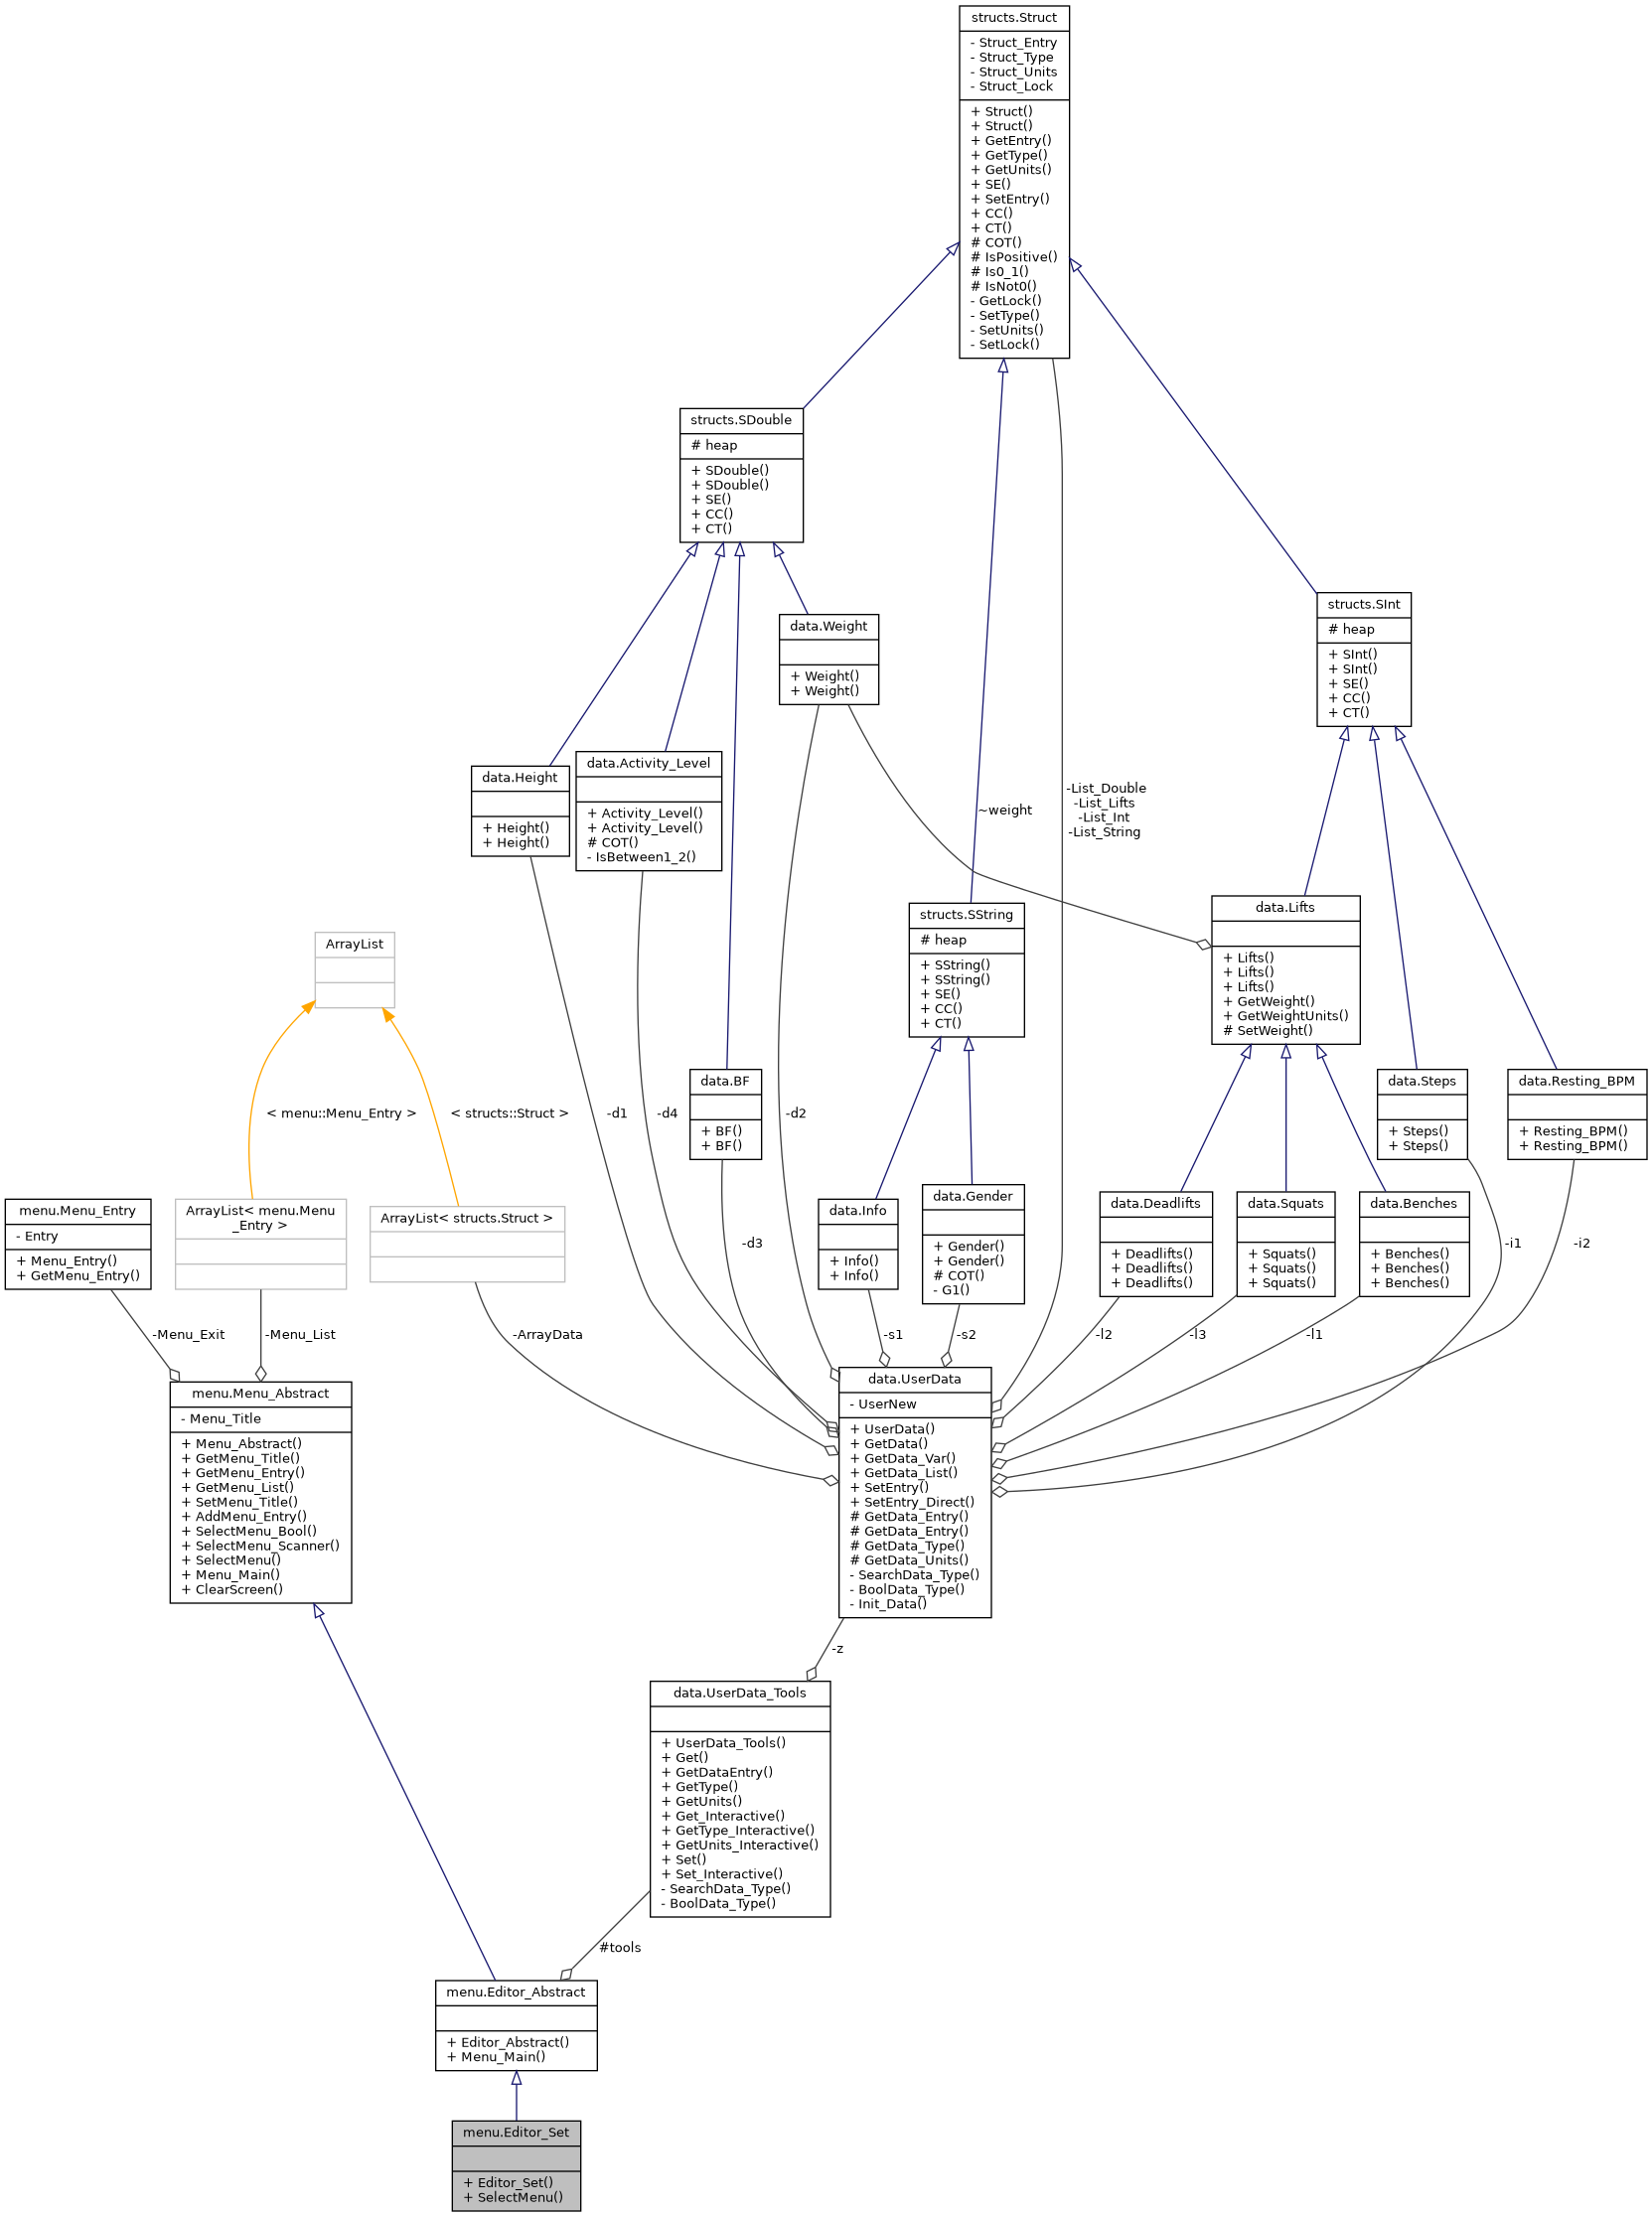 structs.Struct
- Struct_Entry
- Struct_Type
- Struct_Units
- Struct_Lock
+ Struct()
+ Struct()
+ GetEntry()
+ GetType()
+ GetUnits()
+ SE()
+ SetEntry()
+ CC()
+ CT()
# COT()
# IsPositive()
# Is0_1()
# IsNot0()
- GetLock()
- SetType()
- SetUnits()
- SetLock()
structs.SDouble
# heap
+ SDouble()
+ SDouble()
+ SE()
+ CC()
+ CT()
structs.SInt
# heap
+ SInt()
+ SInt()
+ SE()
+ CC()
+ CT()
data.Weight
+ Weight()
+ Weight()
data.Height
+ Height()
+ Height()
data.Activity_Level
+ Activity_Level()
+ Activity_Level()
# COT()
- IsBetween1_2()
~weight
-List_Double
-List_Lifts
-List_Int
-List_String
structs.SString
# heap
+ SString()
+ SString()
+ SE()
+ CC()
+ CT()
data.Lifts
+ Lifts()
+ Lifts()
+ Lifts()
+ GetWeight()
+ GetWeightUnits()
# SetWeight()
ArrayList
< menu::Menu_Entry >
< structs::Struct >
-d1
-d4
data.BF
+ BF()
+ BF()
-d2
data.Steps
+ Steps()
+ Steps()
data.Resting_BPM
+ Resting_BPM()
+ Resting_BPM()
menu.Menu_Entry
- Entry
+ Menu_Entry()
+ GetMenu_Entry()
ArrayList< menu.Menu
_Entry >
ArrayList< structs.Struct >
-d3
data.Info
+ Info()
+ Info()
data.Gender
+ Gender()
+ Gender()
# COT()
- G1()
data.Deadlifts
+ Deadlifts()
+ Deadlifts()
+ Deadlifts()
data.Squats
+ Squats()
+ Squats()
+ Squats()
data.Benches
+ Benches()
+ Benches()
+ Benches()
-i1
-i2
-Menu_Exit
-Menu_List
-ArrayData
-s1
-s2
-l2
-l3
-l1
menu.Menu_Abstract
- Menu_Title
+ Menu_Abstract()
+ GetMenu_Title()
+ GetMenu_Entry()
+ GetMenu_List()
+ SetMenu_Title()
+ AddMenu_Entry()
+ SelectMenu_Bool()
+ SelectMenu_Scanner()
+ SelectMenu()
+ Menu_Main()
+ ClearScreen()
data.UserData
- UserNew
+ UserData()
+ GetData()
+ GetData_Var()
+ GetData_List()
+ SetEntry()
+ SetEntry_Direct()
# GetData_Entry()
# GetData_Entry()
# GetData_Type()
# GetData_Units()
- SearchData_Type()
- BoolData_Type()
- Init_Data()
-z
data.UserData_Tools
+ UserData_Tools()
+ Get()
+ GetDataEntry()
+ GetType()
+ GetUnits()
+ Get_Interactive()
+ GetType_Interactive()
+ GetUnits_Interactive()
+ Set()
+ Set_Interactive()
- SearchData_Type()
- BoolData_Type()
#tools
menu.Editor_Abstract
+ Editor_Abstract()
+ Menu_Main()
menu.Editor_Set
+ Editor_Set()
+ SelectMenu()